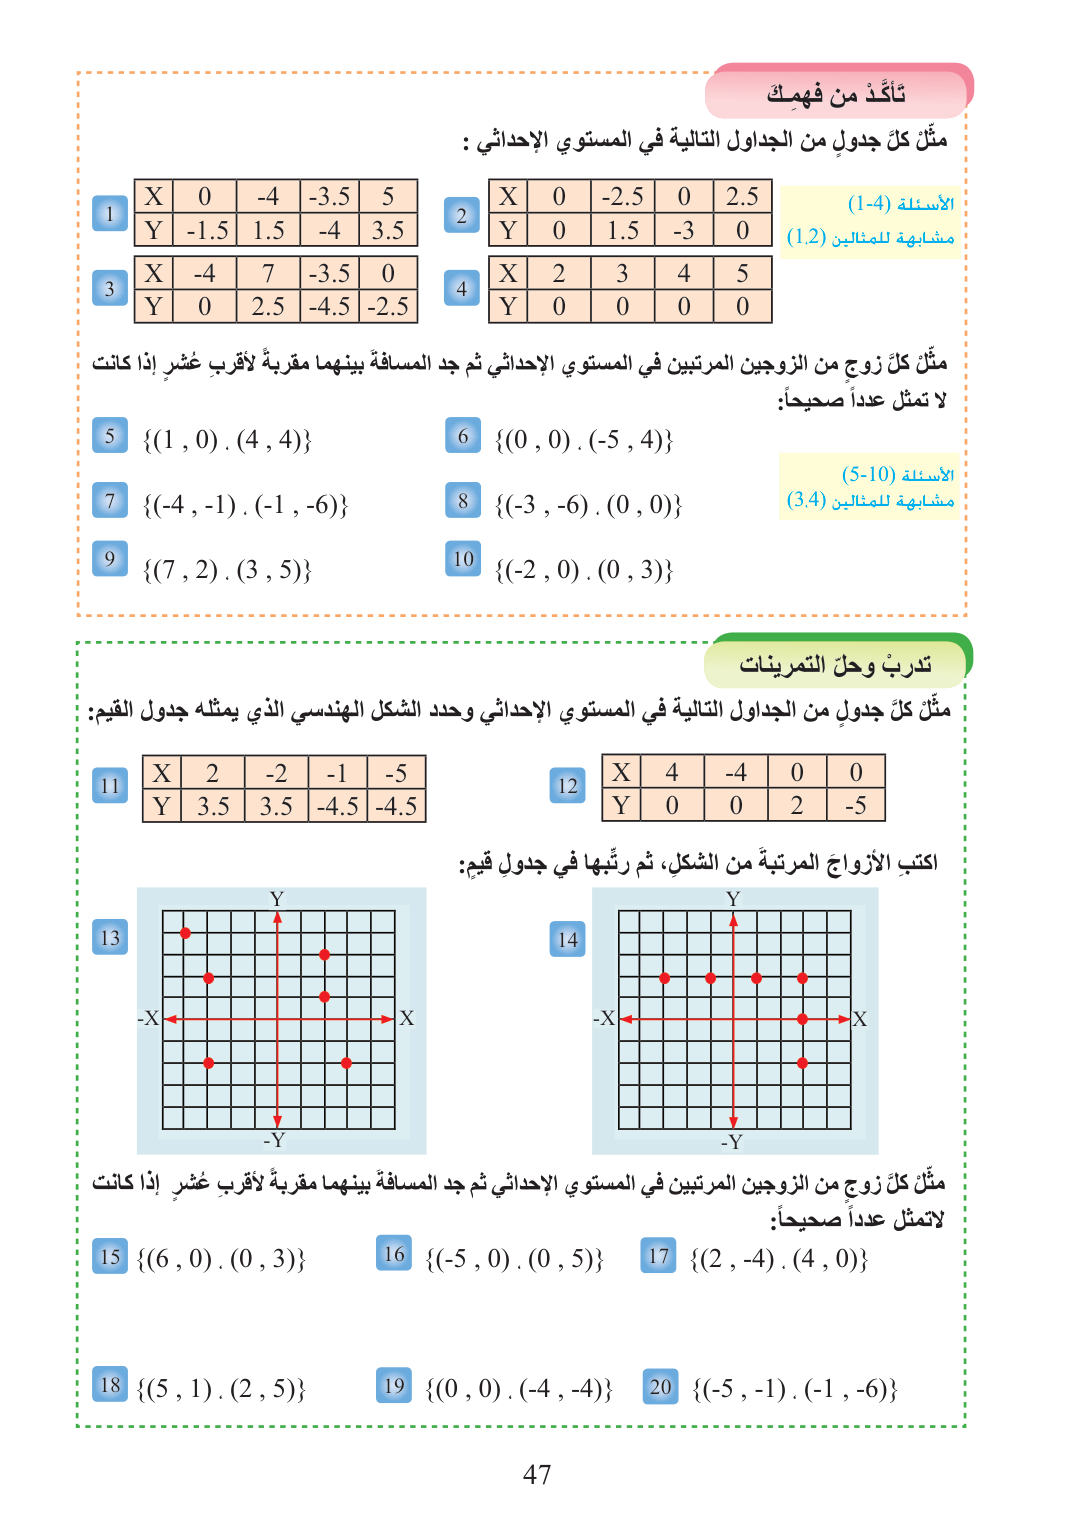 تَأكَّـدْ من فهمِـكَ
مثّلْ كلَّ جدولٍ من الجداول التالية في المستوي الإحداثي :
1
X 0 -4 -3.5 5
Y -1.5 1.5 -4 3.5
2
X 0 -2.5 0 2.5
Y 0 1.5 -3 0
الأسئلة (1-4)
مشابهة للمثالين (1،2)
3
X -4 7 -3.5 0
Y 0 2.5 -4.5 -2.5
4
X 2 3 4 5
Y 0 0 0 0
مثّلْ كلَّ زوجٍ من الزوجين المرتبين في المستوي الإحداثي ثم جد المسافةَ بينهما مقربةً لأقربِ عُشرٍ إذا كانت
لا تمثل عدداً صحيحاً:
5 {(1 , 0) . (4 , 4)}
6 {(0 , 0) . (-5 , 4)}
الأسئلة (5-10)
مشابهة للمثالين (3،4)
7 {(-4 , -1) . (-1 , -6)}
8 {(-3 , -6) . (0 , 0)}
9 {(7 , 2) . (3 , 5)}
10 {(-2 , 0) . (0 , 3)}
تدربْ وحلّ التمرينات
مثّلْ كلَّ جدولٍ من الجداول التالية في المستوي الإحداثي وحدد الشكل الهندسي الذي يمثله جدول القيم:
11
X 2 -2 -1 -5
Y 3.5 3.5 -4.5 -4.5
12
X 4 -4 0 0
Y 0 0 2 -5
اكتبِ الأزواجَ المرتبةَ من الشكلِ، ثم رتِّبها في جدولِ قيمٍ:
13
Y
-X X
-Y
14
Y
-X X
-Y
مثّلْ كلَّ زوجٍ من الزوجين المرتبين في المستوي الإحداثي ثم جد المسافةَ بينهما مقربةً لأقربِ عُشرٍ إذا كانت
لاتمثل عدداً صحيحاً:
15 {(6 , 0) . (0 , 3)}
16 {(-5 , 0) . (0 , 5)}
17 {(2 , -4) . (4 , 0)}
18 {(5 , 1) . (2 , 5)}
19 {(0 , 0) . (-4 , -4)}
20 {(-5 , -1) . (-1 , -6)}
47